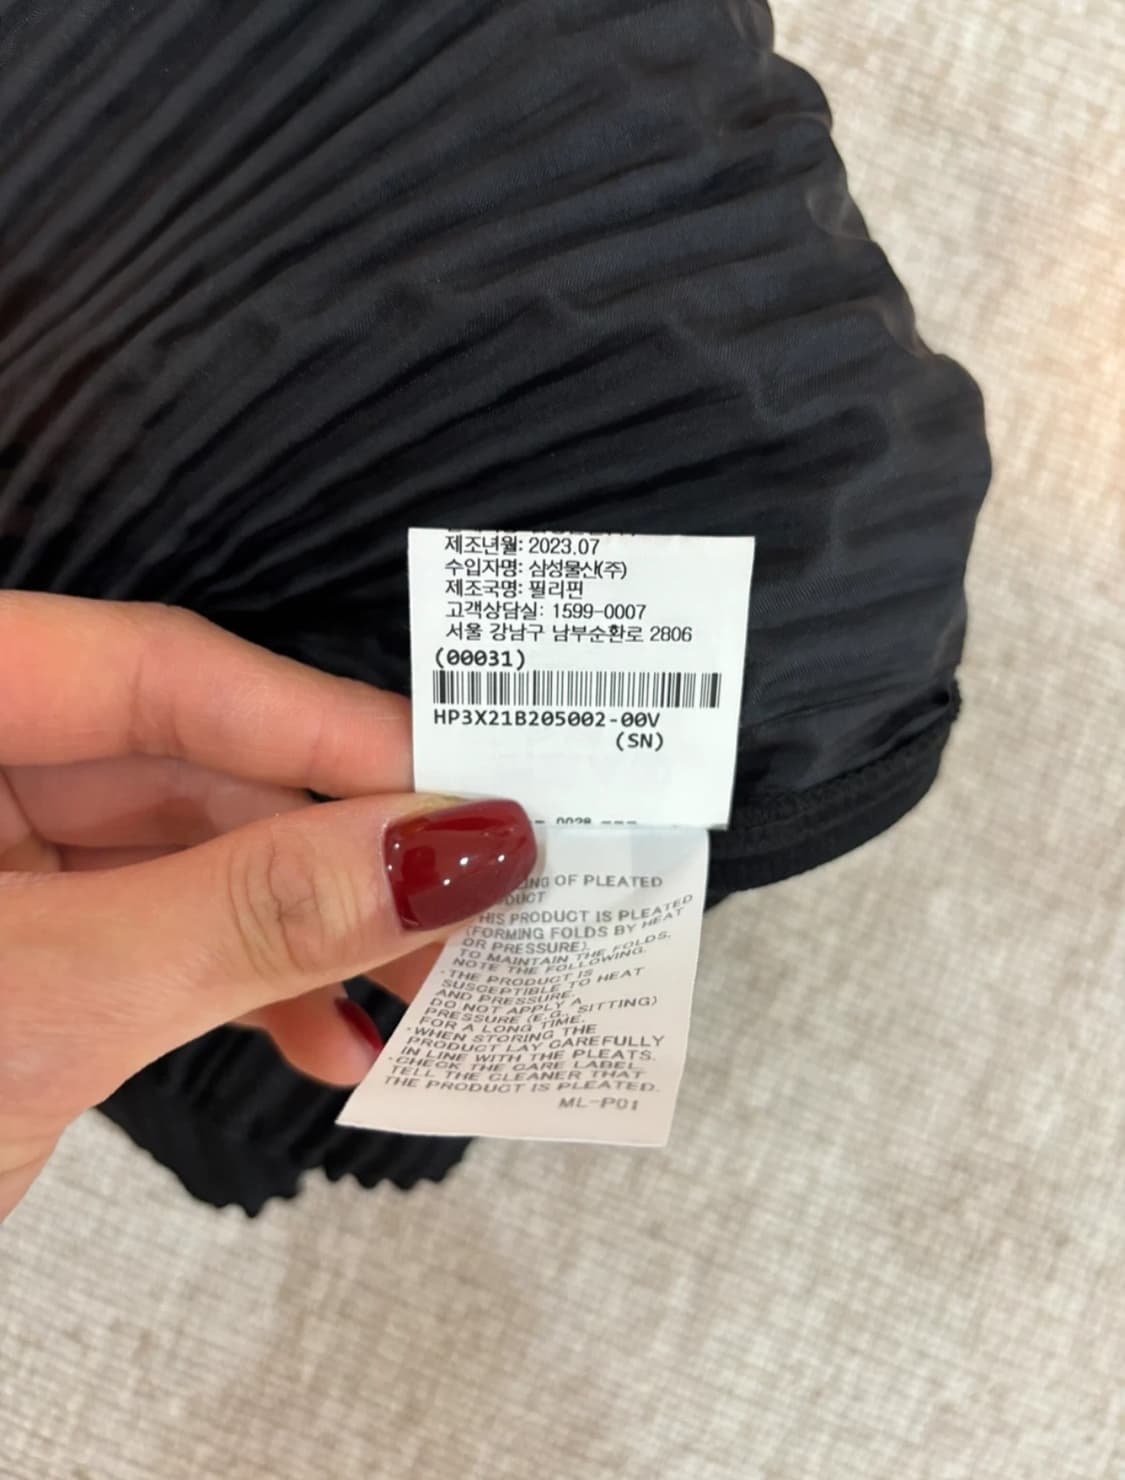 제조년월: 2023.07
수입자명: 삼성물산(주)
제조국명: 필리핀
고객상담실: 1599-0007
서울 강남구 남부순환로 2806
(00031)
HP3X21B205002-00V
(SN)
0028
OF PLEATED
THIS PRODUCT IS PLEATED
(FORMING FOLDS BY HEAT
OR PRESSURE).
TO MAINTAIN THE FOLDS,
NOTE THE FOLLOWING.
·THE PRODUCT IS
SUSCEPTIBLE TO HEAT
AND PRESSURE.
DO NOT APPLY A
PRESSURE (E.G., SITTING)
FOR A LONG TIME.
·WHEN STORING THE
PRODUCT LAY CAREFULLY
IN LINE WITH THE PLEATS.
·CHECK THE CARE LABEL.
TELL THE CLEANER THAT
THE PRODUCT IS PLEATED.
ML-P01